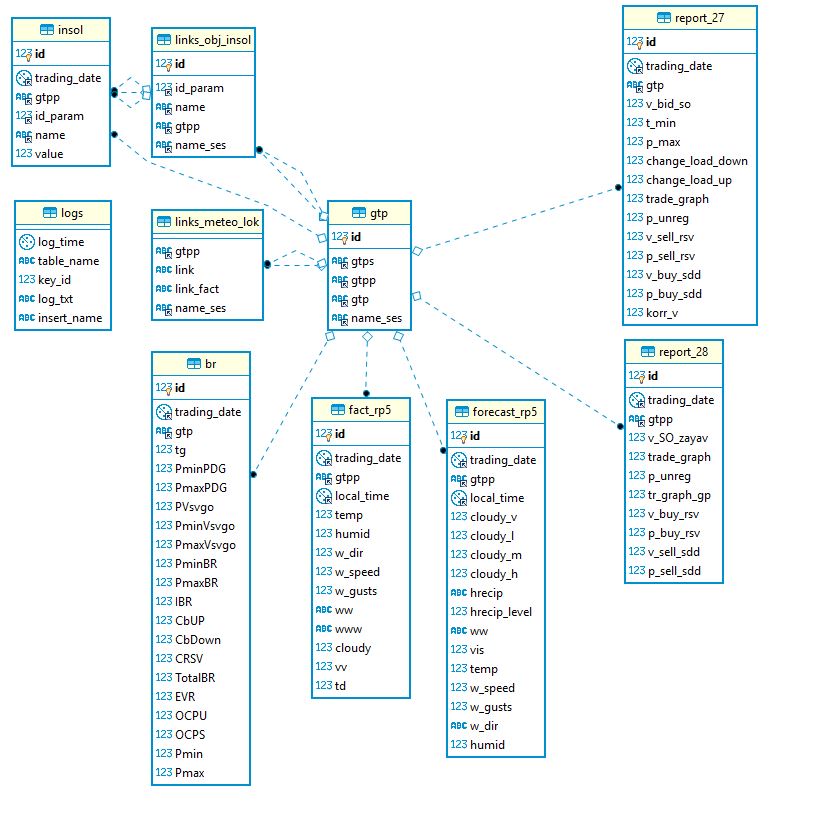 insol
123 id
trading_date
ABC gtpp
123 id_param
ABC name
123 value
links_obj_insol
123 id
123 id_param
ABC name
ABC gtpp
ABC name_ses
logs
log_time
ABC table_name
123 key_id
ABC log_txt
ABC insert_name
links_meteo_lok
ABC gtpp
ABC link
ABC link_fact
ABC name_ses
gtp
123 id
ABC gtps
ABC gtpp
ABC gtp
ABC name_ses
report_27
123 id
trading_date
ABC gtp
123 v_bid_so
123 t_min
123 p_max
123 change_load_down
123 change_load_up
123 trade_graph
123 p_unreg
123 v_sell_rsv
123 p_sell_rsv
123 v_buy_sdd
123 p_buy_sdd
123 korr_v
report_28
123 id
trading_date
ABC gtpp
123 v_SO_zayav
123 trade_graph
123 p_unreg
123 tr_graph_gp
123 v_buy_rsv
123 p_buy_rsv
123 v_sell_sdd
123 p_sell_sdd
br
123 id
trading_date
ABC gtp
123 tg
123 PminPDG
123 PmaxPDG
123 PVsvgo
123 PminVsvgo
123 PmaxVsvgo
123 PminBR
123 PmaxBR
123 IBR
123 CbUP
123 CbDown
123 CRSV
123 TotalBR
123 EVR
123 OCPU
123 OCPS
123 Pmin
123 Pmax
fact_rp5
123 id
trading_date
ABC gtpp
local_time
123 temp
123 humid
123 w_dir
123 w_speed
123 w_gusts
ABC ww
ABC www
123 cloudy
123 vv
123 td
forecast_rp5
123 id
trading_date
ABC gtpp
local_time
123 cloudy_v
123 cloudy_l
123 cloudy_m
123 cloudy_h
ABC hrecip
123 hrecip_level
ABC ww
123 vis
123 temp
123 w_speed
123 w_gusts
ABC w_dir
123 humid